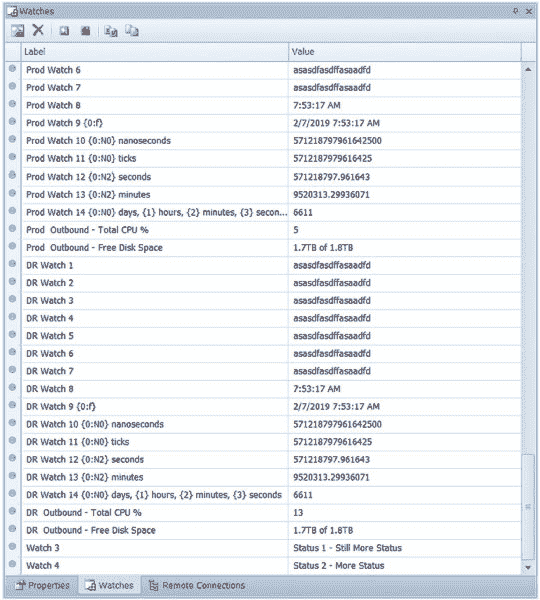 Watches
Label Value
Prod Watch 6 asasdfasdffasaadfd
Prod Watch 7 asasdfasdffasaadfd
Prod Watch 8 7:53:17 AM
Prod Watch 9 {0:f} 2/7/2019 7:53:17 AM
Prod Watch 10 {0:N0} nanoseconds 571218797961642500
Prod Watch 11 {0:N0} ticks 5712187979616425
Prod Watch 12 {0:N2} seconds 571218797.961643
Prod Watch 13 {0:N2} minutes 9520313.29936071
Prod Watch 14 {0:N0} days, {1} hours, {2} minutes, {3} secon... 6611
Prod Outbound - Total CPU % 5
Prod Outbound - Free Disk Space 1.7TB of 1.8TB
DR Watch 1 asasdfasdffasaadfd
DR Watch 2 asasdfasdffasaadfd
DR Watch 3 asasdfasdffasaadfd
DR Watch 4 asasdfasdffasaadfd
DR Watch 5 asasdfasdffasaadfd
DR Watch 6 asasdfasdffasaadfd
DR Watch 7 asasdfasdffasaadfd
DR Watch 8 7:53:17 AM
DR Watch 9 {0:f} 2/7/2019 7:53:17 AM
DR Watch 10 {0:N0} nanoseconds 571218797961642500
DR Watch 11 {0:N0} ticks 5712187979616425
DR Watch 12 {0:N2} seconds 571218797.961643
DR Watch 13 {0:N2} minutes 9520313.29936071
DR Watch 14 {0:N0} days, {1} hours, {2} minutes, {3} seconds 6611
DR Outbound - Total CPU % 13
DR Outbound - Free Disk Space 1.7TB of 1.8TB
Watch 3 Status 1 - Still More Status
Watch 4 Status 2 - More Status
Properties Watches Remote Connections